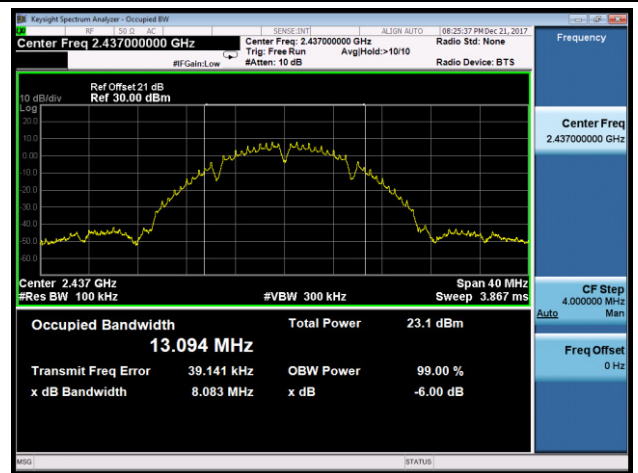 Keysight Spectrum Analyzer - Occupied BW
RF 50 Ω AC SENSE:INT ALIGN AUTO 08:25:37 PM Dec 21, 2017
Center Freq 2.437000000 GHz Center Freq: 2.437000000 GHz Radio Std: None Frequency
Trig: Free Run Avg|Hold:>10/10
#IFGain:Low #Atten: 10 dB Radio Device: BTS
Ref Offset 21 dB
10 dB/div Ref 30.00 dBm
Log
20.0
10.0
0.00
-10.0
-20.0
-30.0
-40.0
-50.0
-60.0
Center 2.437 GHz Span 40 MHz
#Res BW 100 kHz #VBW 300 kHz Sweep 3.867 ms
Occupied Bandwidth Total Power 23.1 dBm
13.094 MHz
Transmit Freq Error 39.141 kHz OBW Power 99.00 %
x dB Bandwidth 8.083 MHz x dB -6.00 dB
Center Freq
2.437000000 GHz
CF Step
4.000000 MHz
Auto Man
Freq Offset
0 Hz
MSG STATUS